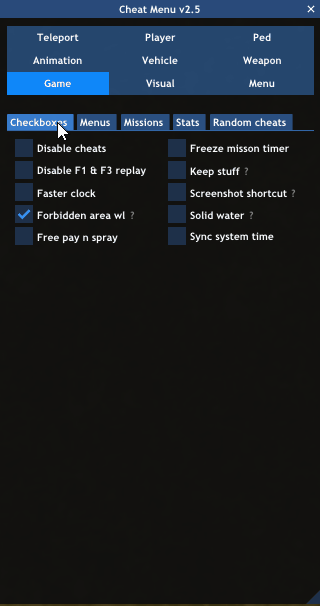 Cheat Menu v2.5
Teleport Player Ped
Animation Vehicle Weapon
Game Visual Menu
Checkboxes Menus Missions Stats Random cheats
Disable cheats Freeze misson timer
Disable F1 & F3 replay Keep stuff ?
Faster clock Screenshot shortcut ?
Forbidden area wl ? Solid water ?
Free pay n spray Sync system time